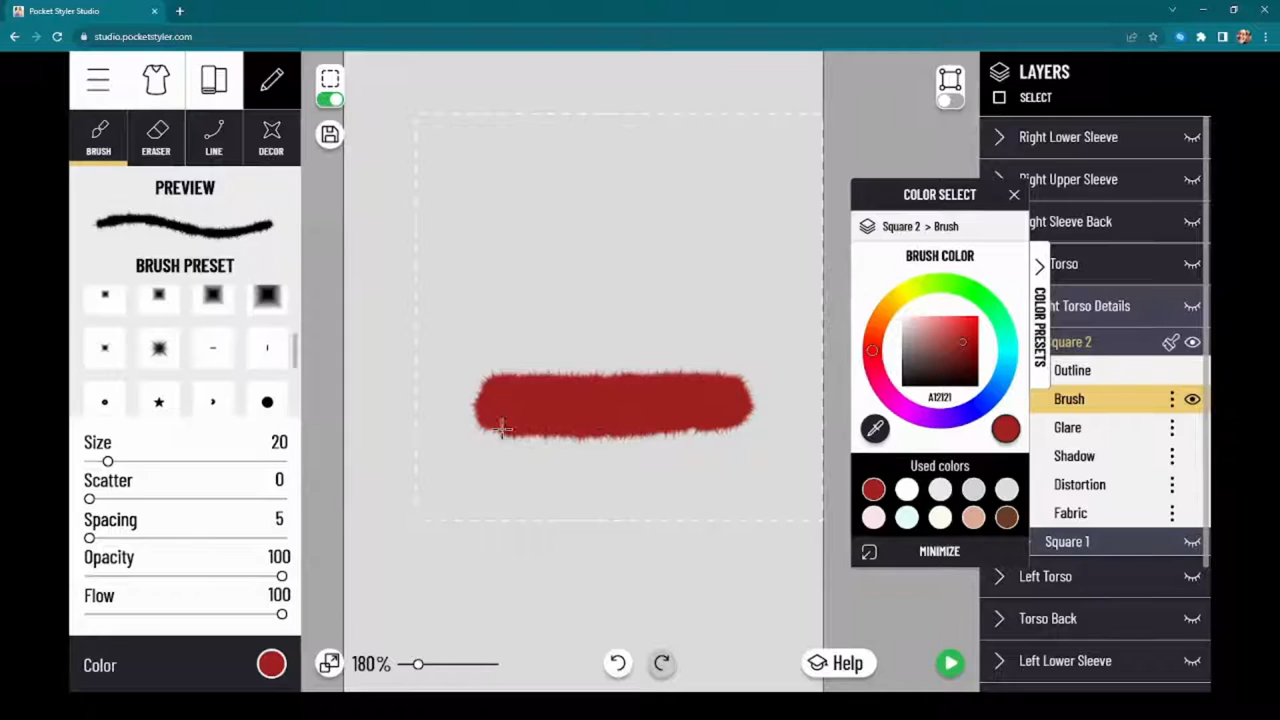 Pocket Styler Studio
studio.pocketstyler.com
BRUSH
ERASER
LINE
DECOR
PREVIEW
BRUSH PRESET
Size 20
Scatter 0
Spacing 5
Opacity 100
Flow 100
Color
180%
Help
COLOR SELECT
Square 2 > Brush
BRUSH COLOR
A12121
COLOR PRESETS
Used colors
MINIMIZE
LAYERS
SELECT
Right Lower Sleeve
Right Upper Sleeve
ght Sleeve Back
Torso
ht Torso Details
quare 2
Outline
Brush
Glare
Shadow
Distortion
Fabric
Square 1
Left Torso
Torso Back
Left Lower Sleeve